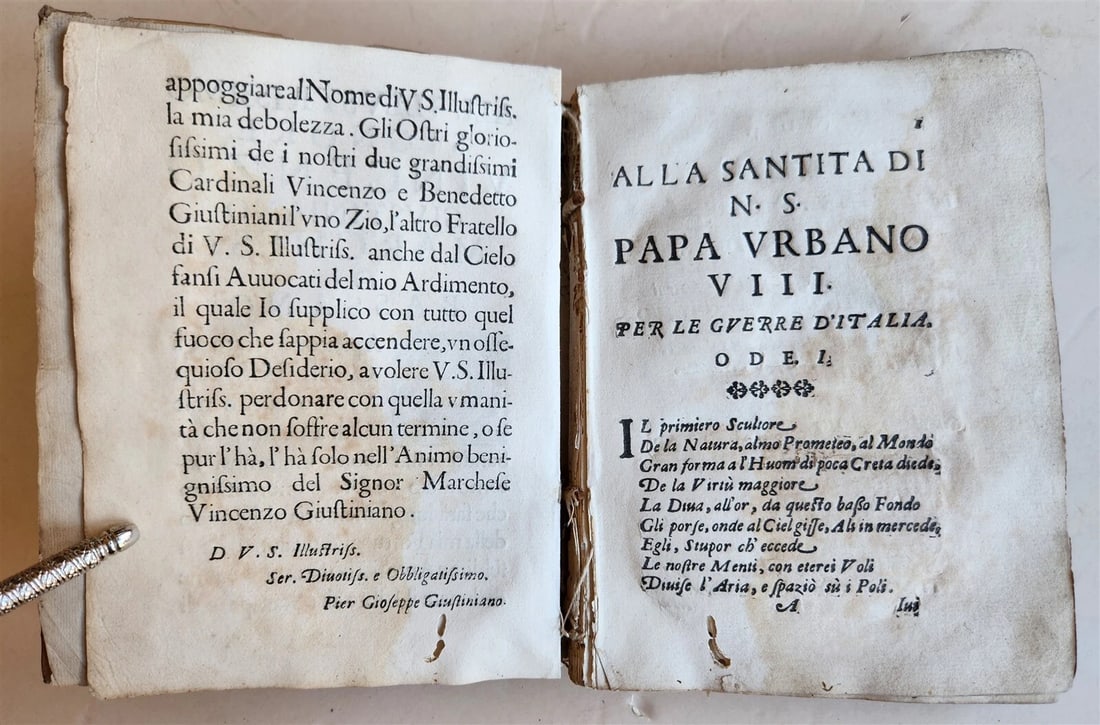 appoggiare al Nome di V S. Illuſtriſs.
la mia debolezza. Gli Oſtri glorio-
ſiſſimi de i noſtri due grandiſſimi
Cardinali Vincenzo e Benedetto
Giuſtiniani l'vno Zio, l'altro Fratello
di V. S. Illuſtriſs. anche dal Cielo
fanſi Auuocati del mio Ardimento,
il quale Io ſupplico con tutto quel
fuoco che ſappia accendere, vn oſſe-
quioſo Deſiderio, a volere V.S. Illu-
ſtriſs. perdonare con quella vmani-
tà che non ſoffre alcun termine, o ſe
pur l'hà, l'hà ſolo nell'Animo beni-
gniſſimo del Signor Marcheſe
Vincenzo Giuſtiniano.
D V. S. Illuſtriſs.
Ser. Diuotiſs. e Obbligatiſſimo.
Pier Gioſeppe Giuſtiniano.
1
ALLA SANTITA DI
N. S.
PAPA VRBANO
VIII.
PER LE GVERRE D'ITALIA.
ODE. I.
IL primiero Scultore
De la Natura, almo Prometeo, al Mondo
Gran forma a l'Huom di poca Creta diede,
De la Virtù maggiore
La Diua, all'or, da queſto baſſo Fondo
Gli porſe, onde al Ciel giſſe, Ali in mercede,
Egli, Stupor ch'eccede
Le noſtre Menti, con eterei Voli
Diuiſe l'Aria, e ſpaziò sù i Poli.
A Iui